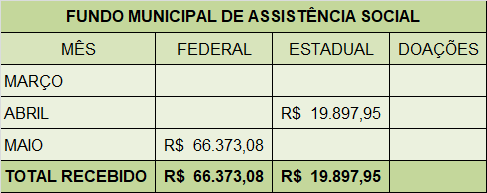 FUNDO MUNICIPAL DE ASSISTÊNCIA SOCIAL
MÊS FEDERAL ESTADUAL DOAÇÕES
MARÇO
ABRIL R$ 19.897,95
MAIO R$ 66.373,08
TOTAL RECEBIDO R$ 66.373,08 R$ 19.897,95